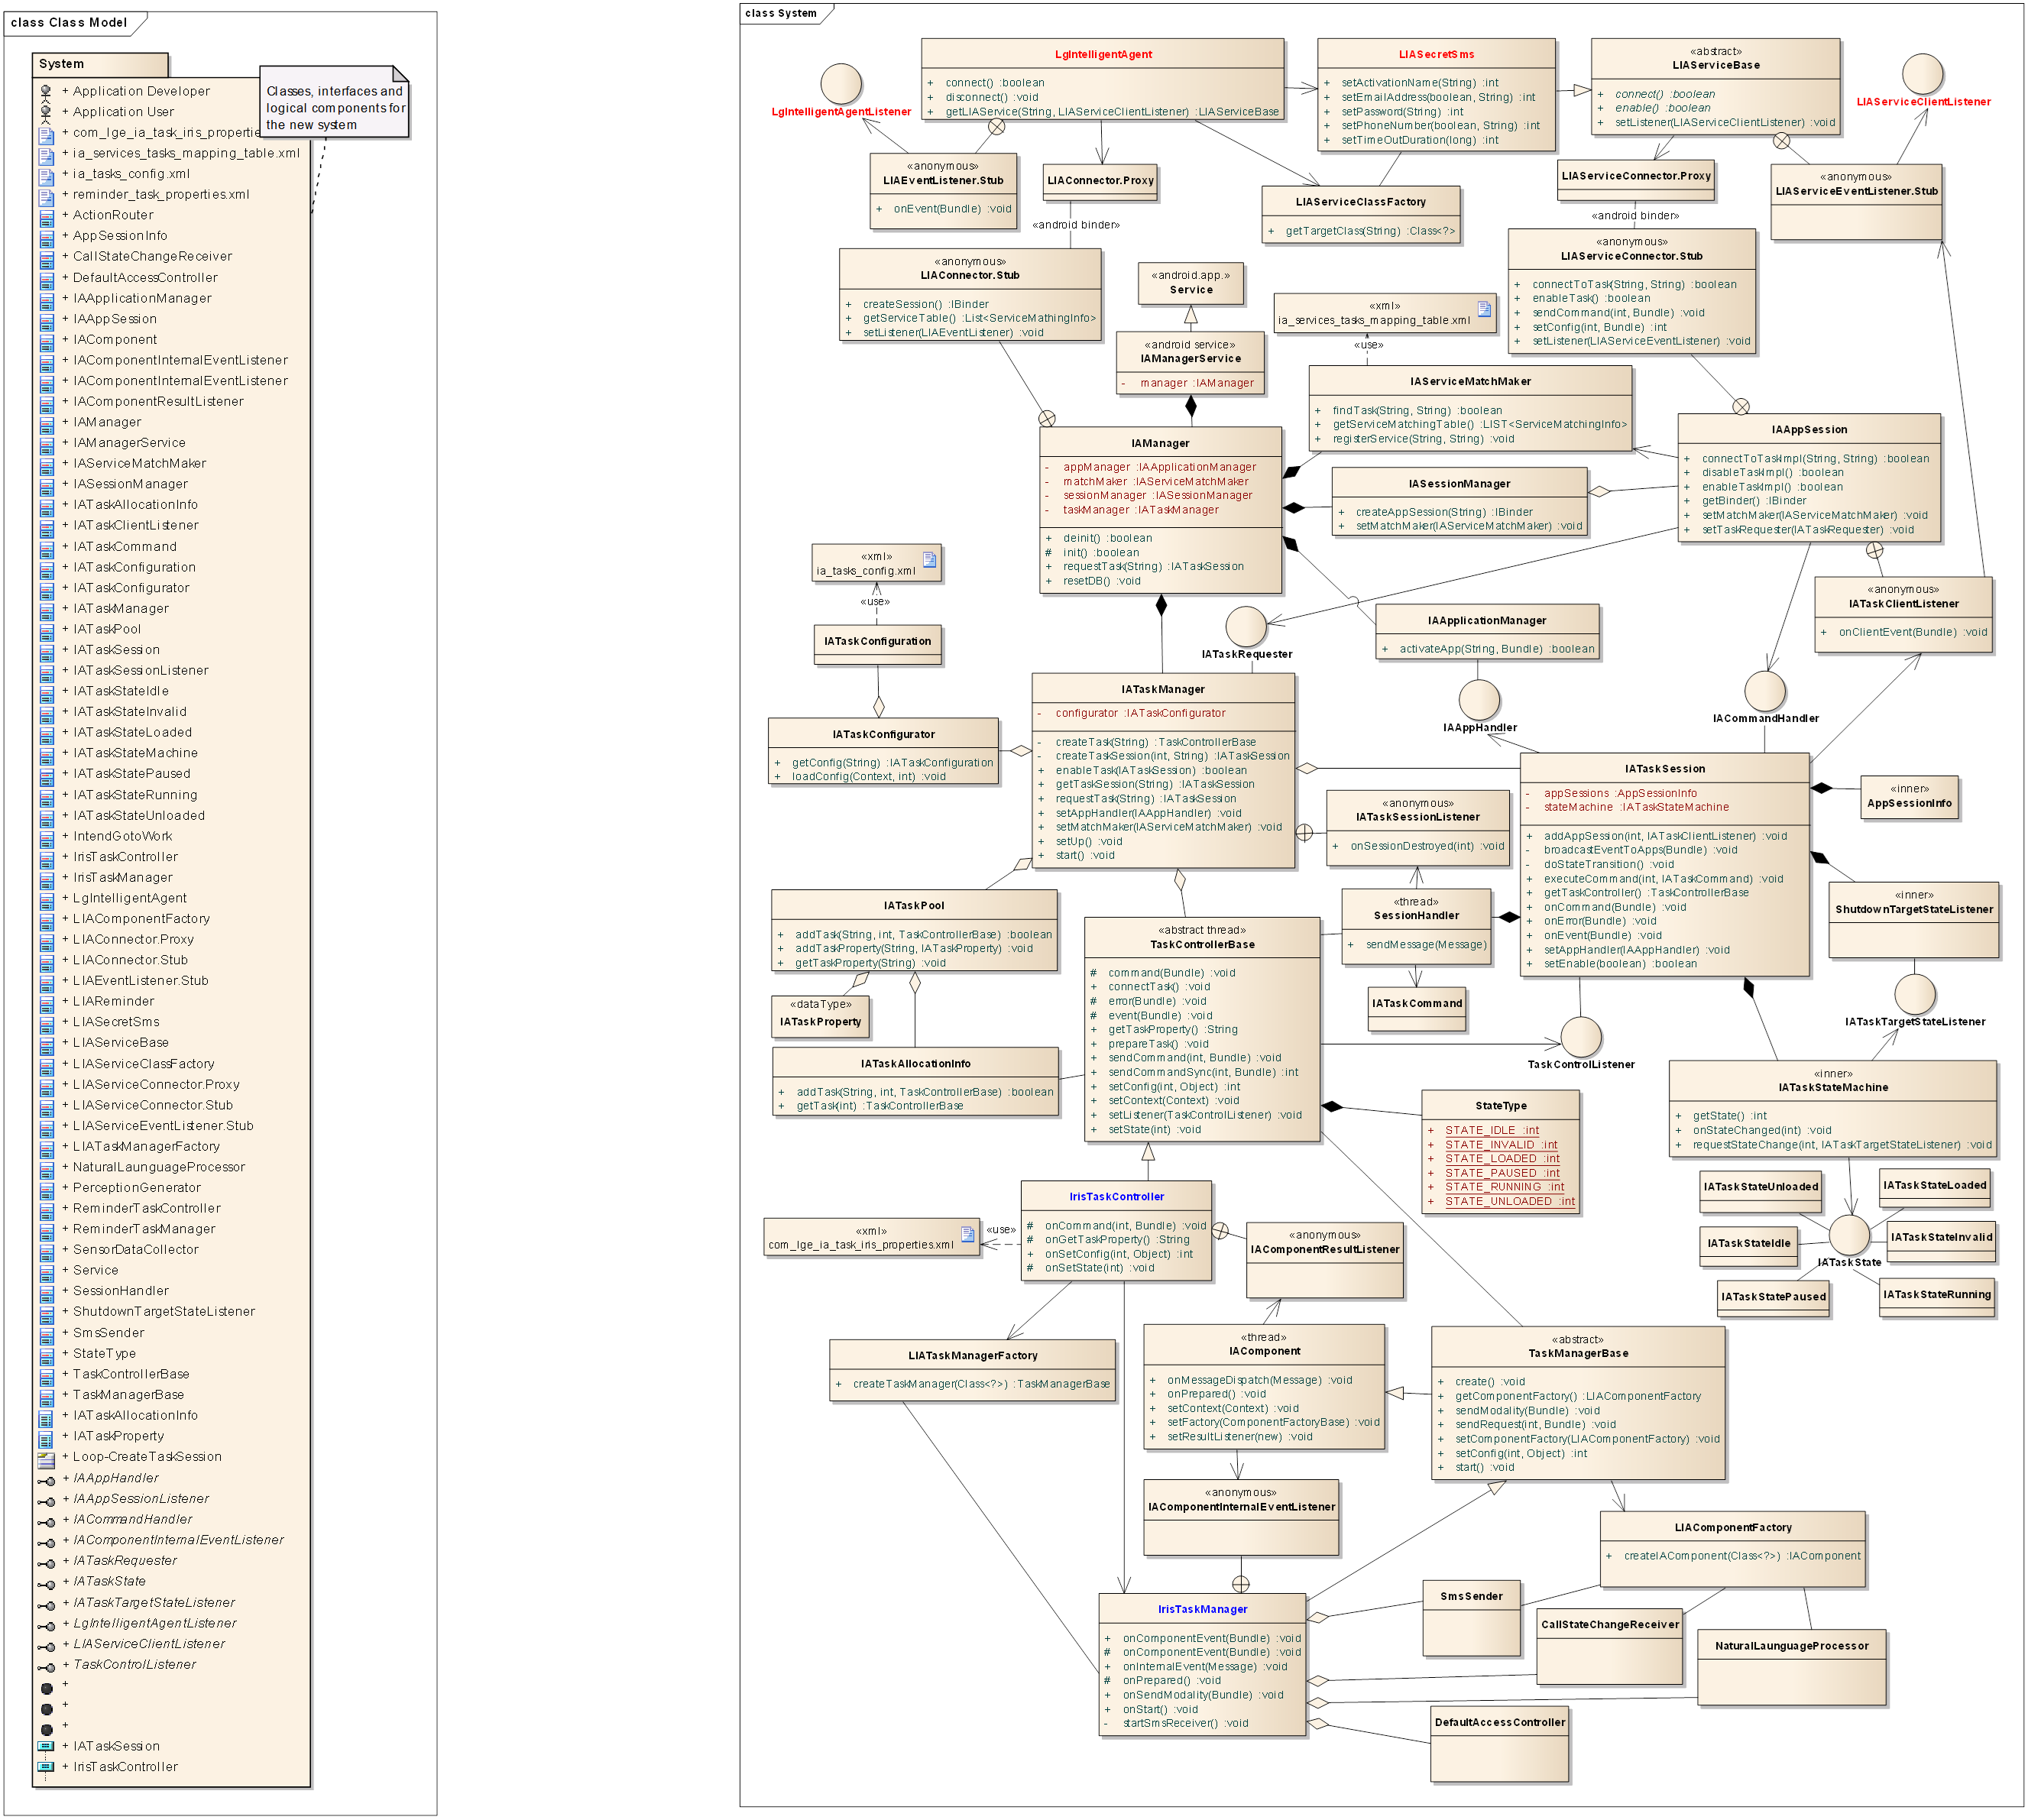 class Class Model
System
Classes, interfaces and
logical components for
the new system
+ Application Developer
+ Application User
+ com_lge_ia_task_iris_propertie
+ ia_services_tasks_mapping_table.xml
+ ia_tasks_config.xml
+ reminder_task_properties.xml
+ ActionRouter
+ AppSessionInfo
+ CallStateChangeReceiver
+ DefaultAccessController
+ IAApplicationManager
+ IAAppSession
+ IAComponent
+ IAComponentInternalEventListener
+ IAComponentInternalEventListener
+ IAComponentResultListener
+ IAManager
+ IAManagerService
+ IAServiceMatchMaker
+ IASessionManager
+ IATaskAllocationInfo
+ IATaskClientListener
+ IATaskCommand
+ IATaskConfiguration
+ IATaskConfigurator
+ IATaskManager
+ IATaskPool
+ IATaskSession
+ IATaskSessionListener
+ IATaskStateIdle
+ IATaskStateInvalid
+ IATaskStateLoaded
+ IATaskStateMachine
+ IATaskStatePaused
+ IATaskStateRunning
+ IATaskStateUnloaded
+ IntendGotoWork
+ IrisTaskController
+ IrisTaskManager
+ LgIntelligentAgent
+ LIAComponentFactory
+ LIAConnector.Proxy
+ LIAConnector.Stub
+ LIAEventListener.Stub
+ LIAReminder
+ LIASecretSms
+ LIAServiceBase
+ LIAServiceClassFactory
+ LIAServiceConnector.Proxy
+ LIAServiceConnector.Stub
+ LIAServiceEventListener.Stub
+ LIATaskManagerFactory
+ NaturalLaunguageProcessor
+ PerceptionGenerator
+ ReminderTaskController
+ ReminderTaskManager
+ SensorDataCollector
+ Service
+ SessionHandler
+ ShutdownTargetStateListener
+ SmsSender
+ StateType
+ TaskControllerBase
+ TaskManagerBase
+ IATaskAllocationInfo
+ IATaskProperty
+ Loop-CreateTaskSession
+ IAAppHandler
+ IAAppSessionListener
+ IACommandHandler
+ IAComponentInternalEventListener
+ IATaskRequester
+ IATaskState
+ IATaskTargetStateListener
+ LgIntelligentAgentListener
+ LIAServiceClientListener
+ TaskControlListener
+
+
+
+ IATaskSession
+ IrisTaskController
class System
LgIntelligentAgentListener
LgIntelligentAgent
+ connect() :boolean
+ disconnect() :void
+ getLIAService(String, LIAServiceClientListener) :LIAServiceBase
LIASecretSms
+ setActivationName(String) :int
+ setEmailAddress(boolean, String) :int
+ setPassword(String) :int
+ setPhoneNumber(boolean, String) :int
+ setTimeOutDuration(long) :int
«abstract»
LIAServiceBase
+ connect() :boolean
+ enable() :boolean
+ setListener(LIAServiceClientListener) :void
LIAServiceClientListener
«anonymous»
LIAEventListener.Stub
+ onEvent(Bundle) :void
LIAConnector.Proxy
«android binder»
LIAServiceClassFactory
+ getTargetClass(String) :Class<?>
LIAServiceConnector.Proxy
«android binder»
«anonymous»
LIAServiceEventListener.Stub
«anonymous»
LIAConnector.Stub
+ createSession() :IBinder
+ getServiceTable() :List<ServiceMathingInfo>
+ setListener(LIAEventListener) :void
«android.app.»
Service
«android service»
IAManagerService
- manager :IAManager
«xml»
ia_services_tasks_mapping_table.xml
«use»
«anonymous»
LIAServiceConnector.Stub
+ connectToTask(String, String) :boolean
+ enableTask() :boolean
+ sendCommand(int, Bundle) :void
+ setConfig(int, Bundle) :int
+ setListener(LIAServiceEventListener) :void
IAServiceMatchMaker
+ findTask(String, String) :boolean
+ getServiceMatchingTable() :LIST<ServiceMatchingInfo>
+ registerService(String, String) :void
IAManager
- appManager :IAApplicationManager
- matchMaker :IAServiceMatchMaker
- sessionManager :IASessionManager
- taskManager :IATaskManager
+ deinit() :boolean
# init() :boolean
+ requestTask(String) :IATaskSession
+ resetDB() :void
IASessionManager
+ createAppSession(String) :IBinder
+ setMatchMaker(IAServiceMatchMaker) :void
IAAppSession
+ connectToTaskImpl(String, String) :boolean
+ disableTaskImpl() :boolean
+ enableTaskImpl() :boolean
+ getBinder() :IBinder
+ setMatchMaker(IAServiceMatchMaker) :void
+ setTaskRequester(IATaskRequester) :void
«xml»
ia_tasks_config.xml
«use»
IATaskConfiguration
IATaskRequester
IAApplicationManager
+ activateApp(String, Bundle) :boolean
«anonymous»
IATaskClientListener
+ onClientEvent(Bundle) :void
IAAppHandler
IACommandHandler
IATaskConfigurator
+ getConfig(String) :IATaskConfiguration
+ loadConfig(Context, int) :void
IATaskManager
- configurator :IATaskConfigurator
- createTask(String) :TaskControllerBase
- createTaskSession(int, String) :IATaskSession
+ enableTask(IATaskSession) :boolean
+ getTaskSession(String) :IATaskSession
+ requestTask(String) :IATaskSession
+ setAppHandler(IAAppHandler) :void
+ setMatchMaker(IAServiceMatchMaker) :void
+ setUp() :void
+ start() :void
«anonymous»
IATaskSessionListener
+ onSessionDestroyed(int) :void
IATaskSession
- appSessions :AppSessionInfo
- stateMachine :IATaskStateMachine
+ addAppSession(int, IATaskClientListener) :void
- broadcastEventToApps(Bundle) :void
- doStateTransition() :void
+ executeCommand(int, IATaskCommand) :void
+ getTaskController() :TaskControllerBase
+ onCommand(Bundle) :void
+ onError(Bundle) :void
+ onEvent(Bundle) :void
+ setAppHandler(IAAppHandler) :void
+ setEnable(boolean) :boolean
«inner»
AppSessionInfo
«inner»
ShutdownTargetStateListener
IATaskTargetStateListener
IATaskPool
+ addTask(String, int, TaskControllerBase) :boolean
+ addTaskProperty(String, IATaskProperty) :void
+ getTaskProperty(String) :void
«dataType»
IATaskProperty
IATaskAllocationInfo
+ addTask(String, int, TaskControllerBase) :boolean
+ getTask(int) :TaskControllerBase
«abstract thread»
TaskControllerBase
# command(Bundle) :void
+ connectTask() :void
# error(Bundle) :void
# event(Bundle) :void
+ getTaskProperty() :String
+ prepareTask() :void
+ sendCommand(int, Bundle) :void
+ sendCommandSync(int, Bundle) :int
+ setConfig(int, Object) :int
+ setContext(Context) :void
+ setListener(TaskControlListener) :void
+ setState(int) :void
«thread»
SessionHandler
+ sendMessage(Message)
IATaskCommand
TaskControlListener
StateType
+ STATE_IDLE :int
+ STATE_INVALID :int
+ STATE_LOADED :int
+ STATE_PAUSED :int
+ STATE_RUNNING :int
+ STATE_UNLOADED :int
«inner»
IATaskStateMachine
+ getState() :int
+ onStateChanged(int) :void
+ requestStateChange(int, IATaskTargetStateListener) :void
IATaskStateUnloaded
IATaskStateLoaded
IATaskStateIdle
IATaskStateInvalid
IATaskState
IATaskStatePaused
IATaskStateRunning
«xml»
com_lge_ia_task_iris_properties.xml
«use»
IrisTaskController
# onCommand(int, Bundle) :void
# onGetTaskProperty() :String
+ onSetConfig(int, Object) :int
# onSetState(int) :void
«anonymous»
IAComponentResultListener
LIATaskManagerFactory
+ createTaskManager(Class<?>) :TaskManagerBase
«thread»
IAComponent
+ onMessageDispatch(Message) :void
+ onPrepared() :void
+ setContext(Context) :void
+ setFactory(ComponentFactoryBase) :void
+ setResultListener(new) :void
«abstract»
TaskManagerBase
+ create() :void
getComponentFactory() :LIAComponentFactory
+ sendModality(Bundle) :void
+ sendRequest(int, Bundle) :void
+ setComponentFactory(LIAComponentFactory) :void
+ setConfig(int, Object) :int
+ start() :void
«anonymous»
IAComponentInternalEventListener
LIAComponentFactory
+ createIAComponent(Class<?>) :IAComponent
IrisTaskManager
+ onComponentEvent(Bundle) :void
# onComponentEvent(Bundle) :void
+ onInternalEvent(Message) :void
# onPrepared() :void
+ onSendModality(Bundle) :void
+ onStart() :void
- startSmsReceiver() :void
SmsSender
CallStateChangeReceiver
NaturalLaunguageProcessor
DefaultAccessController